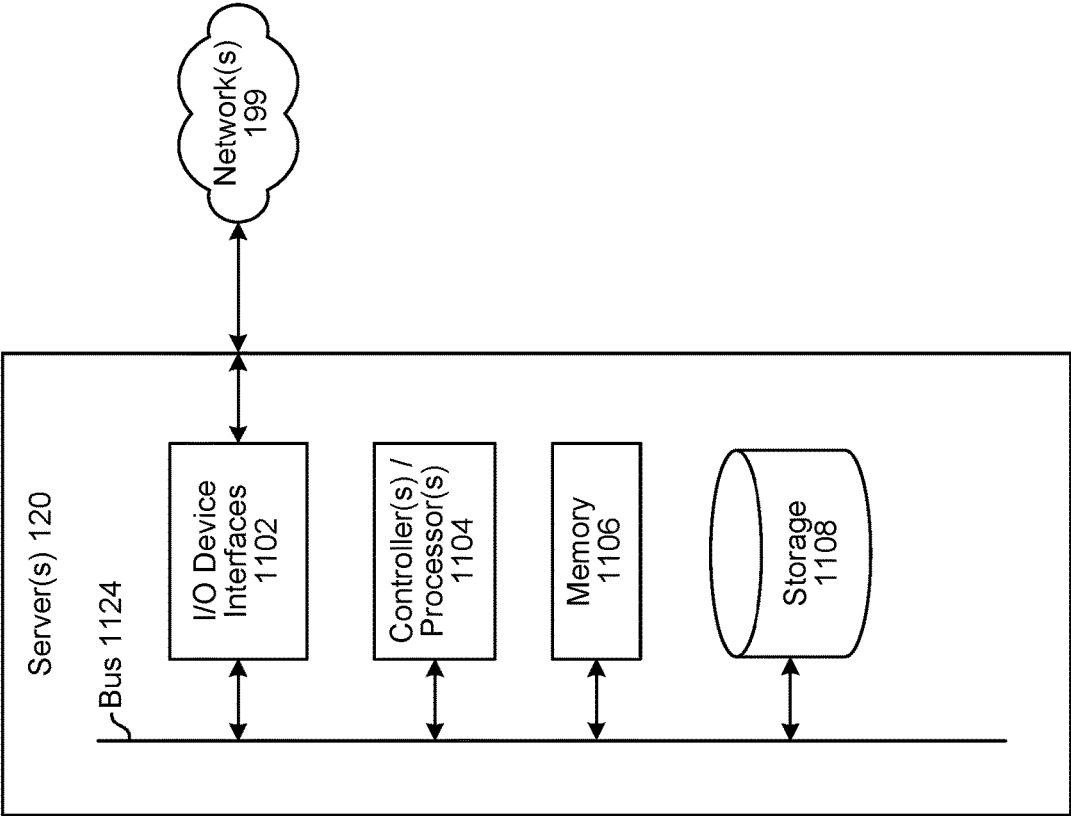 Server(s) 120
Bus 1124
I/O Device
Interfaces
1102
Controller(s) /
Processor(s)
1104
Memory
1106
Storage
1108
Network(s)
199